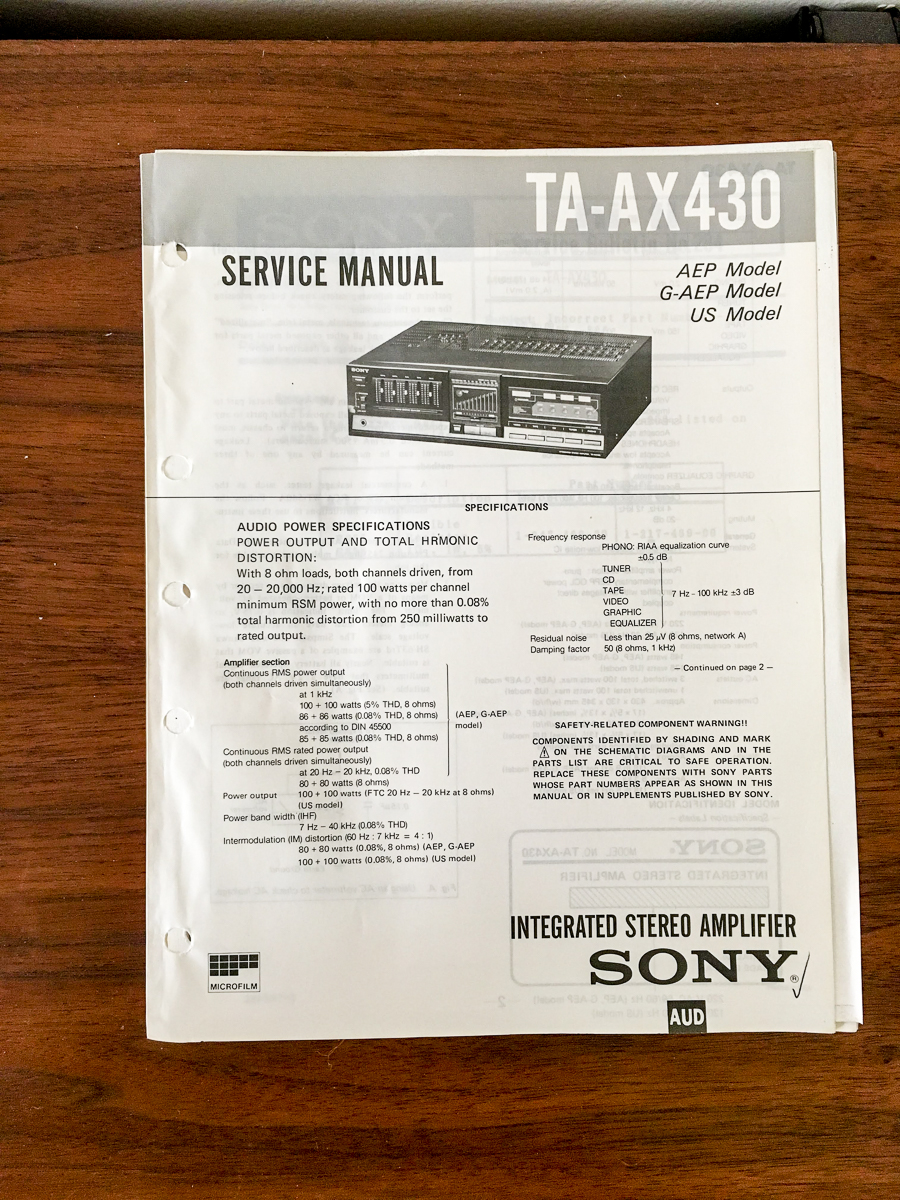 TA-AX430
SERVICE MANUAL
AEP Model
G-AEP Model
US Model
SONY
SPECIFICATIONS
AUDIO POWER SPECIFICATIONS
POWER OUTPUT AND TOTAL HRMONIC
DISTORTION:
With 8 ohm loads, both channels driven, from
20 – 20,000 Hz; rated 100 watts per channel
minimum RSM power, with no more than 0.08%
total harmonic distortion from 250 milliwatts to
rated output.
Amplifier section
Continuous RMS power output
(both channels driven simultaneously)
at 1 kHz
100 + 100 watts (5% THD, 8 ohms)
86 + 86 watts (0.08% THD, 8 ohms)
according to DIN 45500
85 + 85 watts (0.08% THD, 8 ohms)
(AEP, G-AEP
model)
Continuous RMS rated power output
(both channels driven simultaneously)
at 20 Hz – 20 kHz, 0.08% THD
80 + 80 watts (8 ohms)
Power output 100 + 100 watts (FTC 20 Hz – 20 kHz at 8 ohms)
(US model)
Power band width (IHF)
7 Hz – 40 kHz (0.08% THD)
Intermodulation (IM) distortion (60 Hz : 7 kHz = 4 : 1)
80 + 80 watts (0.08%, 8 ohms) (AEP, G-AEP
100 + 100 watts (0.08%, 8 ohms) (US model)
Frequency response
PHONO: RIAA equalization curve
±0.5 dB
TUNER
CD
TAPE
VIDEO
GRAPHIC
EQUALIZER
7 Hz – 100 kHz ±3 dB
Residual noise Less than 25 µV (8 ohms, network A)
Damping factor 50 (8 ohms, 1 kHz)
— Continued on page 2 —
SAFETY-RELATED COMPONENT WARNING!!
COMPONENTS IDENTIFIED BY SHADING AND MARK
⚠ ON THE SCHEMATIC DIAGRAMS AND IN THE
PARTS LIST ARE CRITICAL TO SAFE OPERATION.
REPLACE THESE COMPONENTS WITH SONY PARTS
WHOSE PART NUMBERS APPEAR AS SHOWN IN THIS
MANUAL OR IN SUPPLEMENTS PUBLISHED BY SONY.
INTEGRATED STEREO AMPLIFIER
SONY®
MICROFILM
AUD